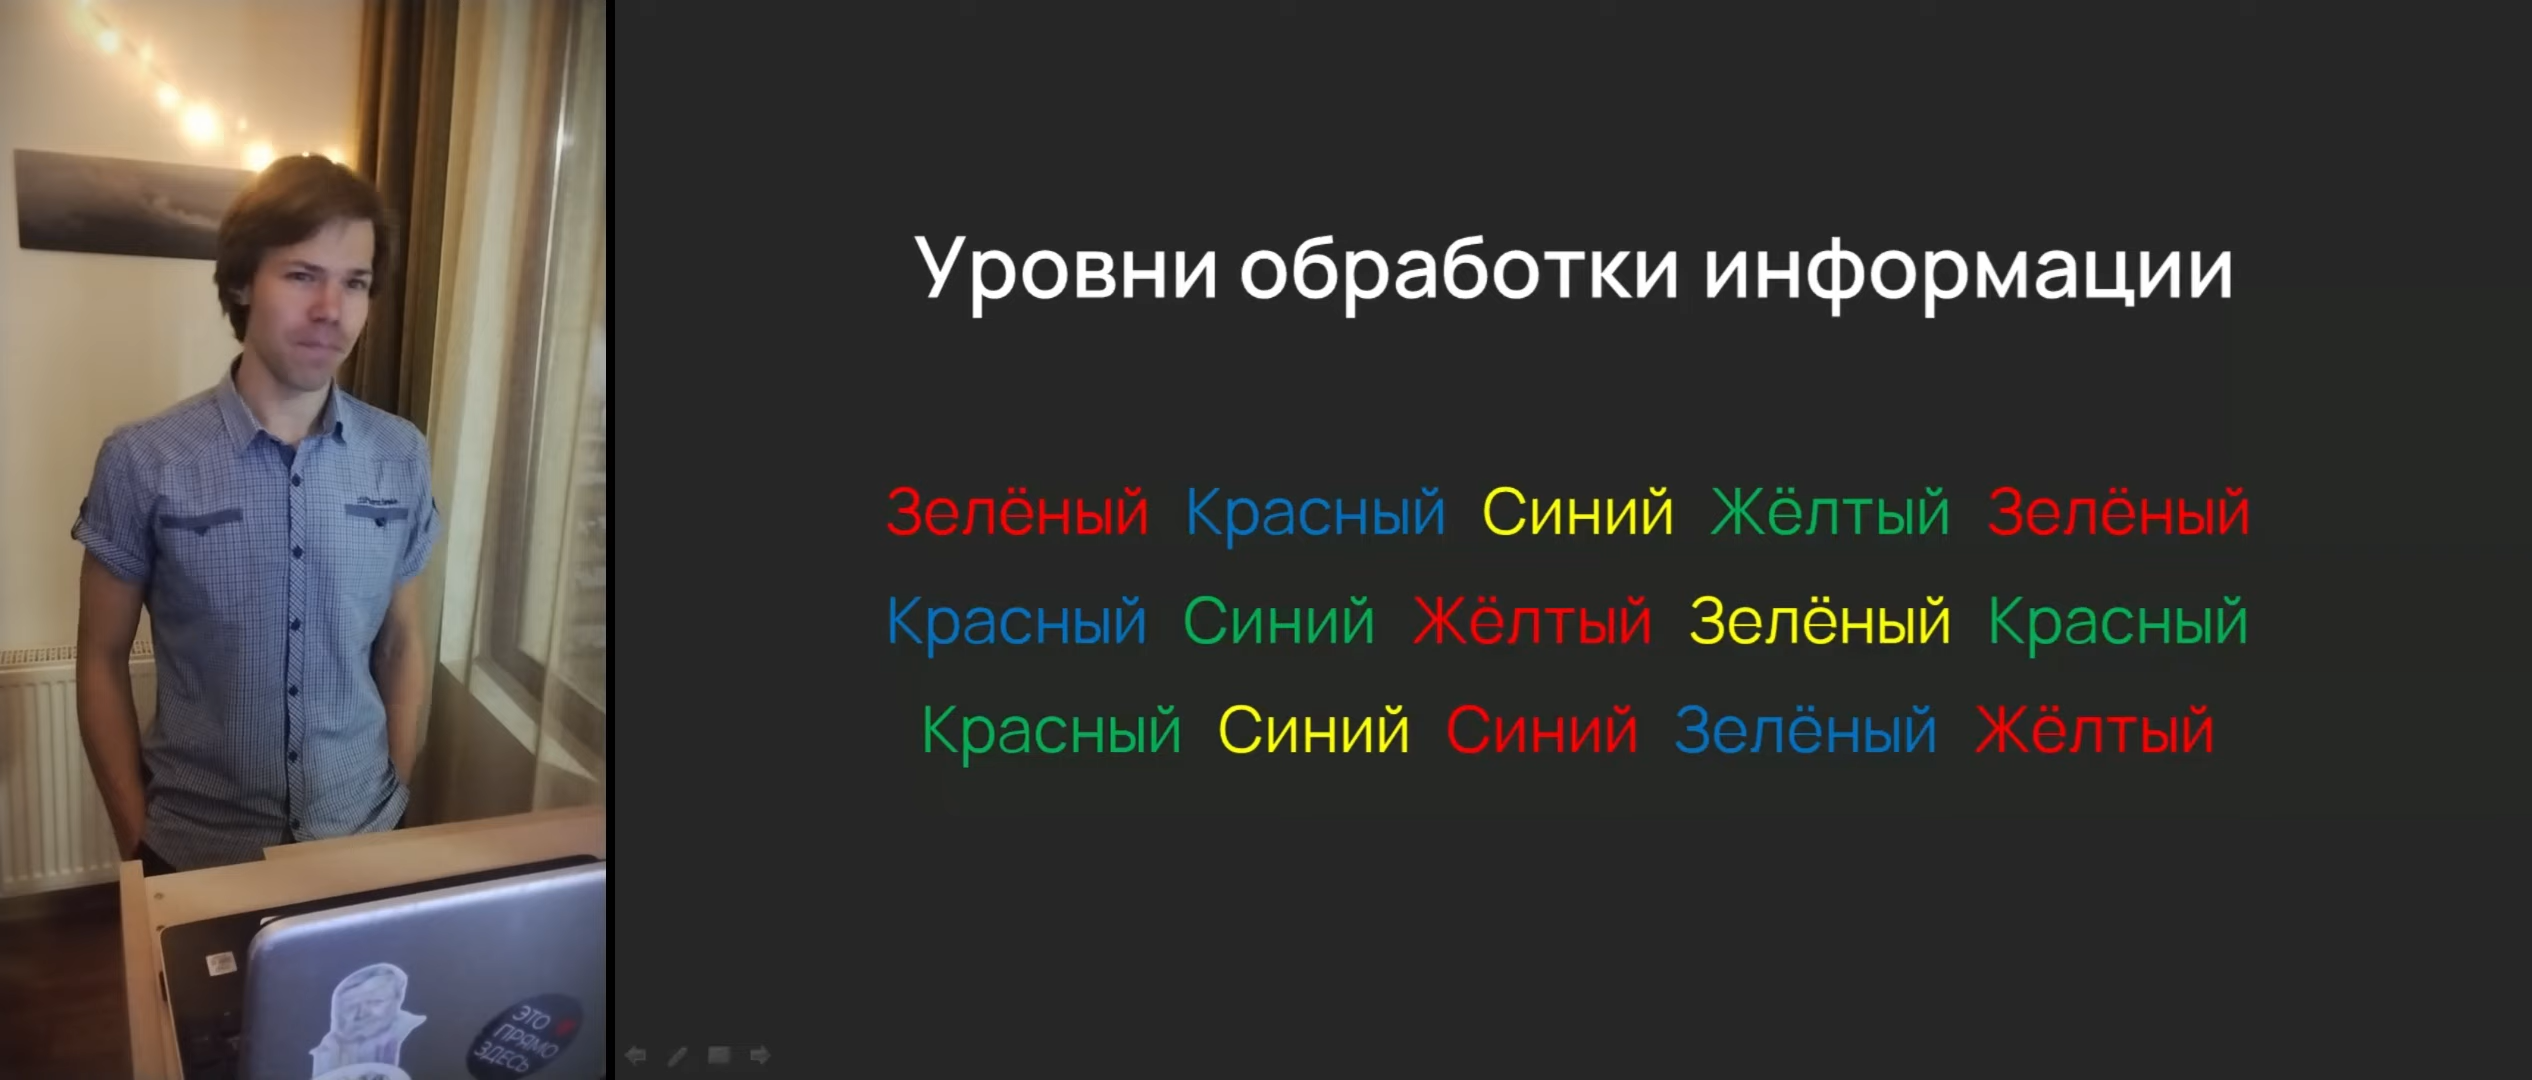 Уровни обработки информации
Зелёный Красный Синий Жёлтый Зелёный
Красный Синий Жёлтый Зелёный Красный
Красный Синий Синий Зелёный Жёлтый
ЭТО
ПРЯМО
ЗДЕСЬ